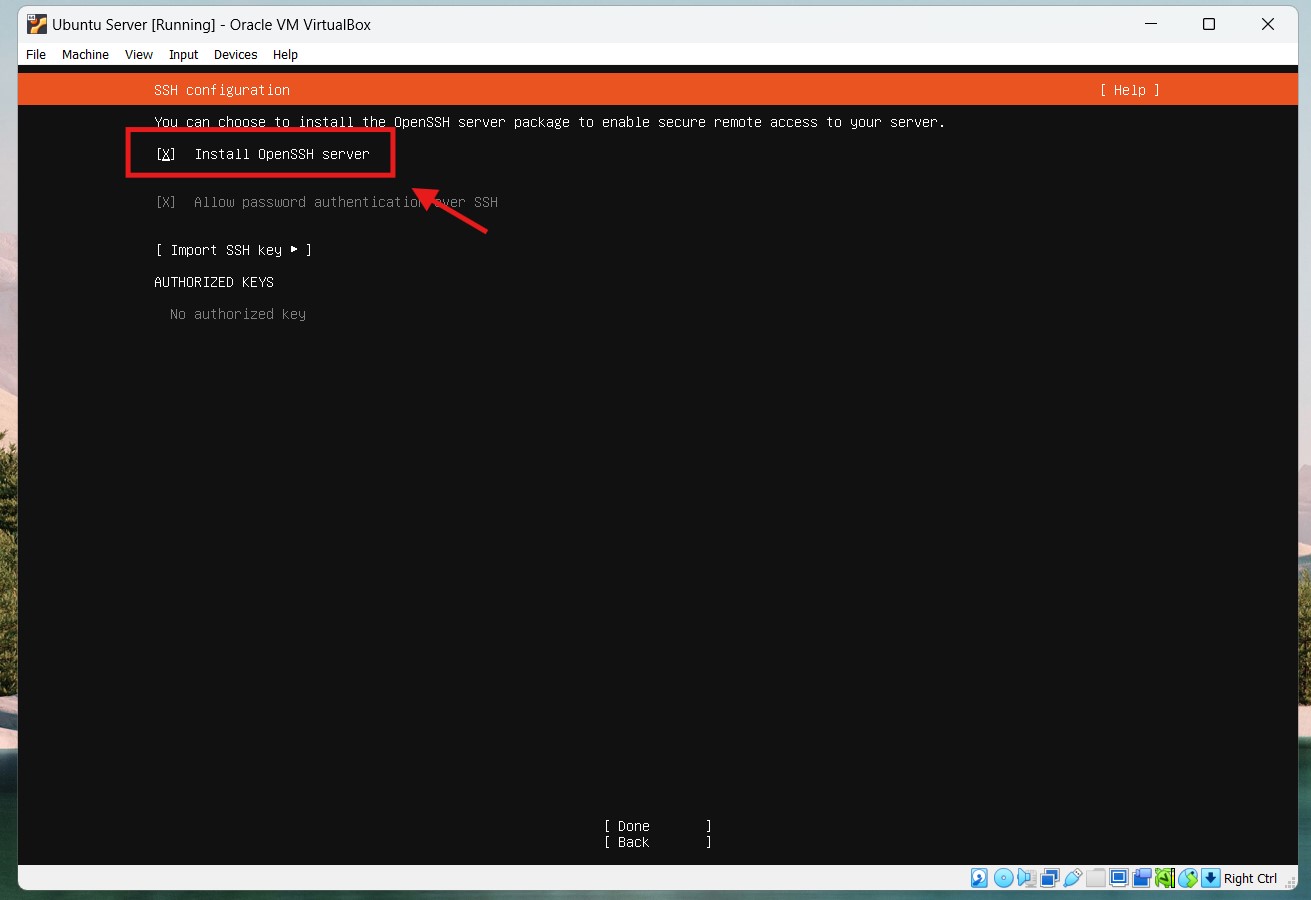 Ubuntu Server [Running] - Oracle VM VirtualBox
File Machine View Input Devices Help
SSH configuration [ Help ]
You can choose to install the OpenSSH server package to enable secure remote access to your server.
[X] Install OpenSSH server
[X] Allow password authentication over SSH
[ Import SSH key ▸ ]
AUTHORIZED KEYS
No authorized key
[ Done ]
[ Back ]
Right Ctrl